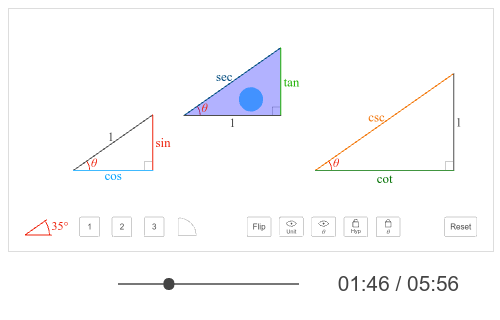 sec
tan
θ
1
1
sin
θ
cos
csc
1
θ
cot
35°
1
2
3
Flip
Unit
θ
Hyp
θ
Reset
01:46 / 05:56